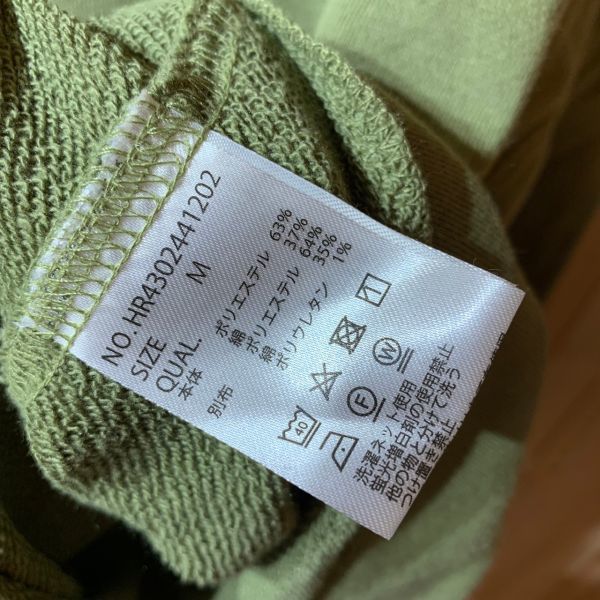 NO. HR4302441202
SIZE M
QUAL.
本体 ポリエステル 63%
綿 37%
別布 ポリエステル 64%
綿 35%
ポリウレタン 1%
40
F
W
洗濯ネット使用
蛍光増白剤の使用禁止
他の物と分けて洗う
つけ置き禁止